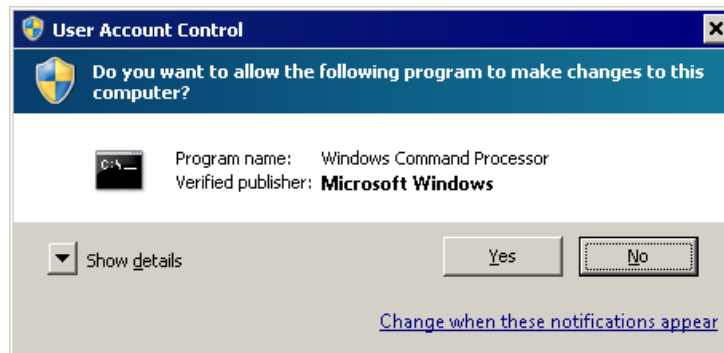 User Account Control
Do you want to allow the following program to make changes to this
computer?
C:\_
Program name: Windows Command Processor
Verified publisher: Microsoft Windows
Show details
Yes No
Change when these notifications appear